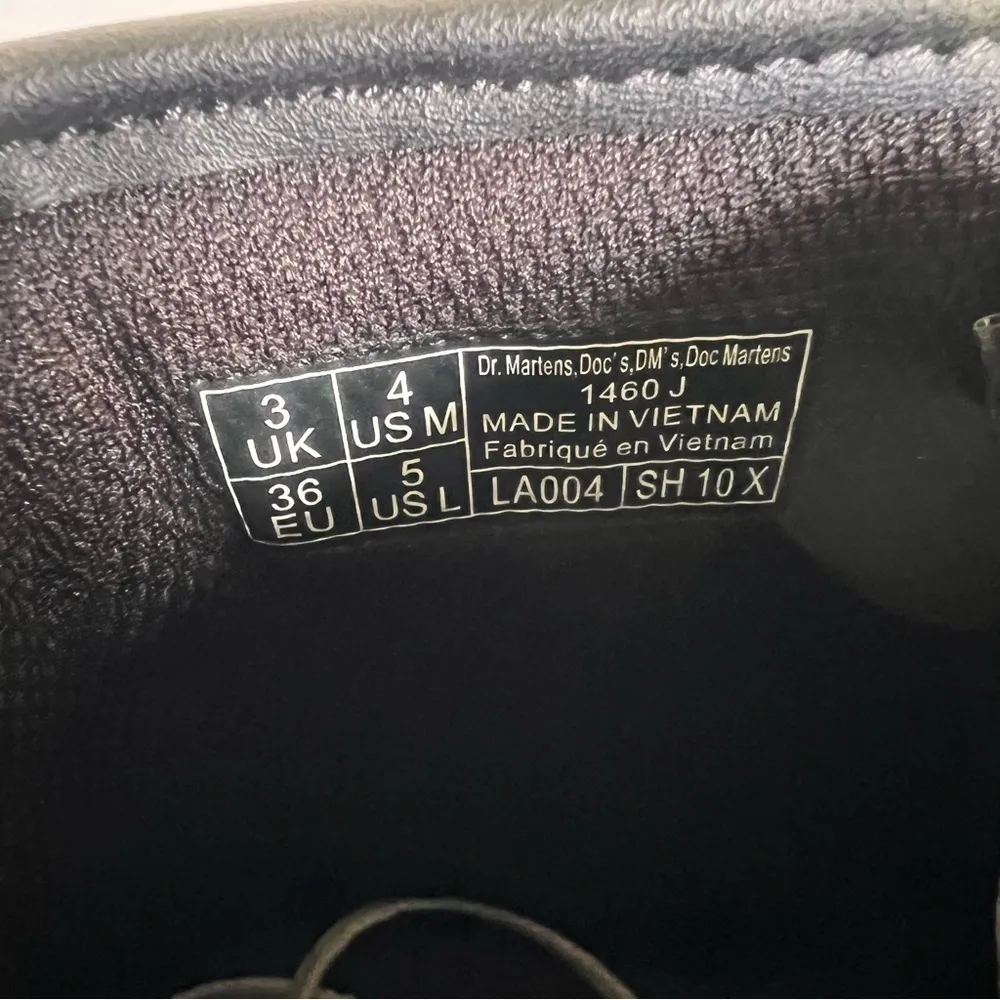 3
UK
4
US M
36
EU
5
US L
Dr. Martens,Doc's,DM's,Doc Martens
1460 J
MADE IN VIETNAM
Fabriqué en Vietnam
LA004
SH 10 X